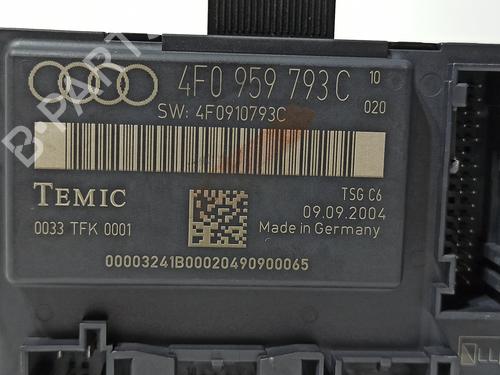 4F0 959 793 C 10
020
SW: 4F0910793C
TEMIC
TSG C6
09.09.2004
0033 TFK 0001
Made in Germany
00003241B00020490900065